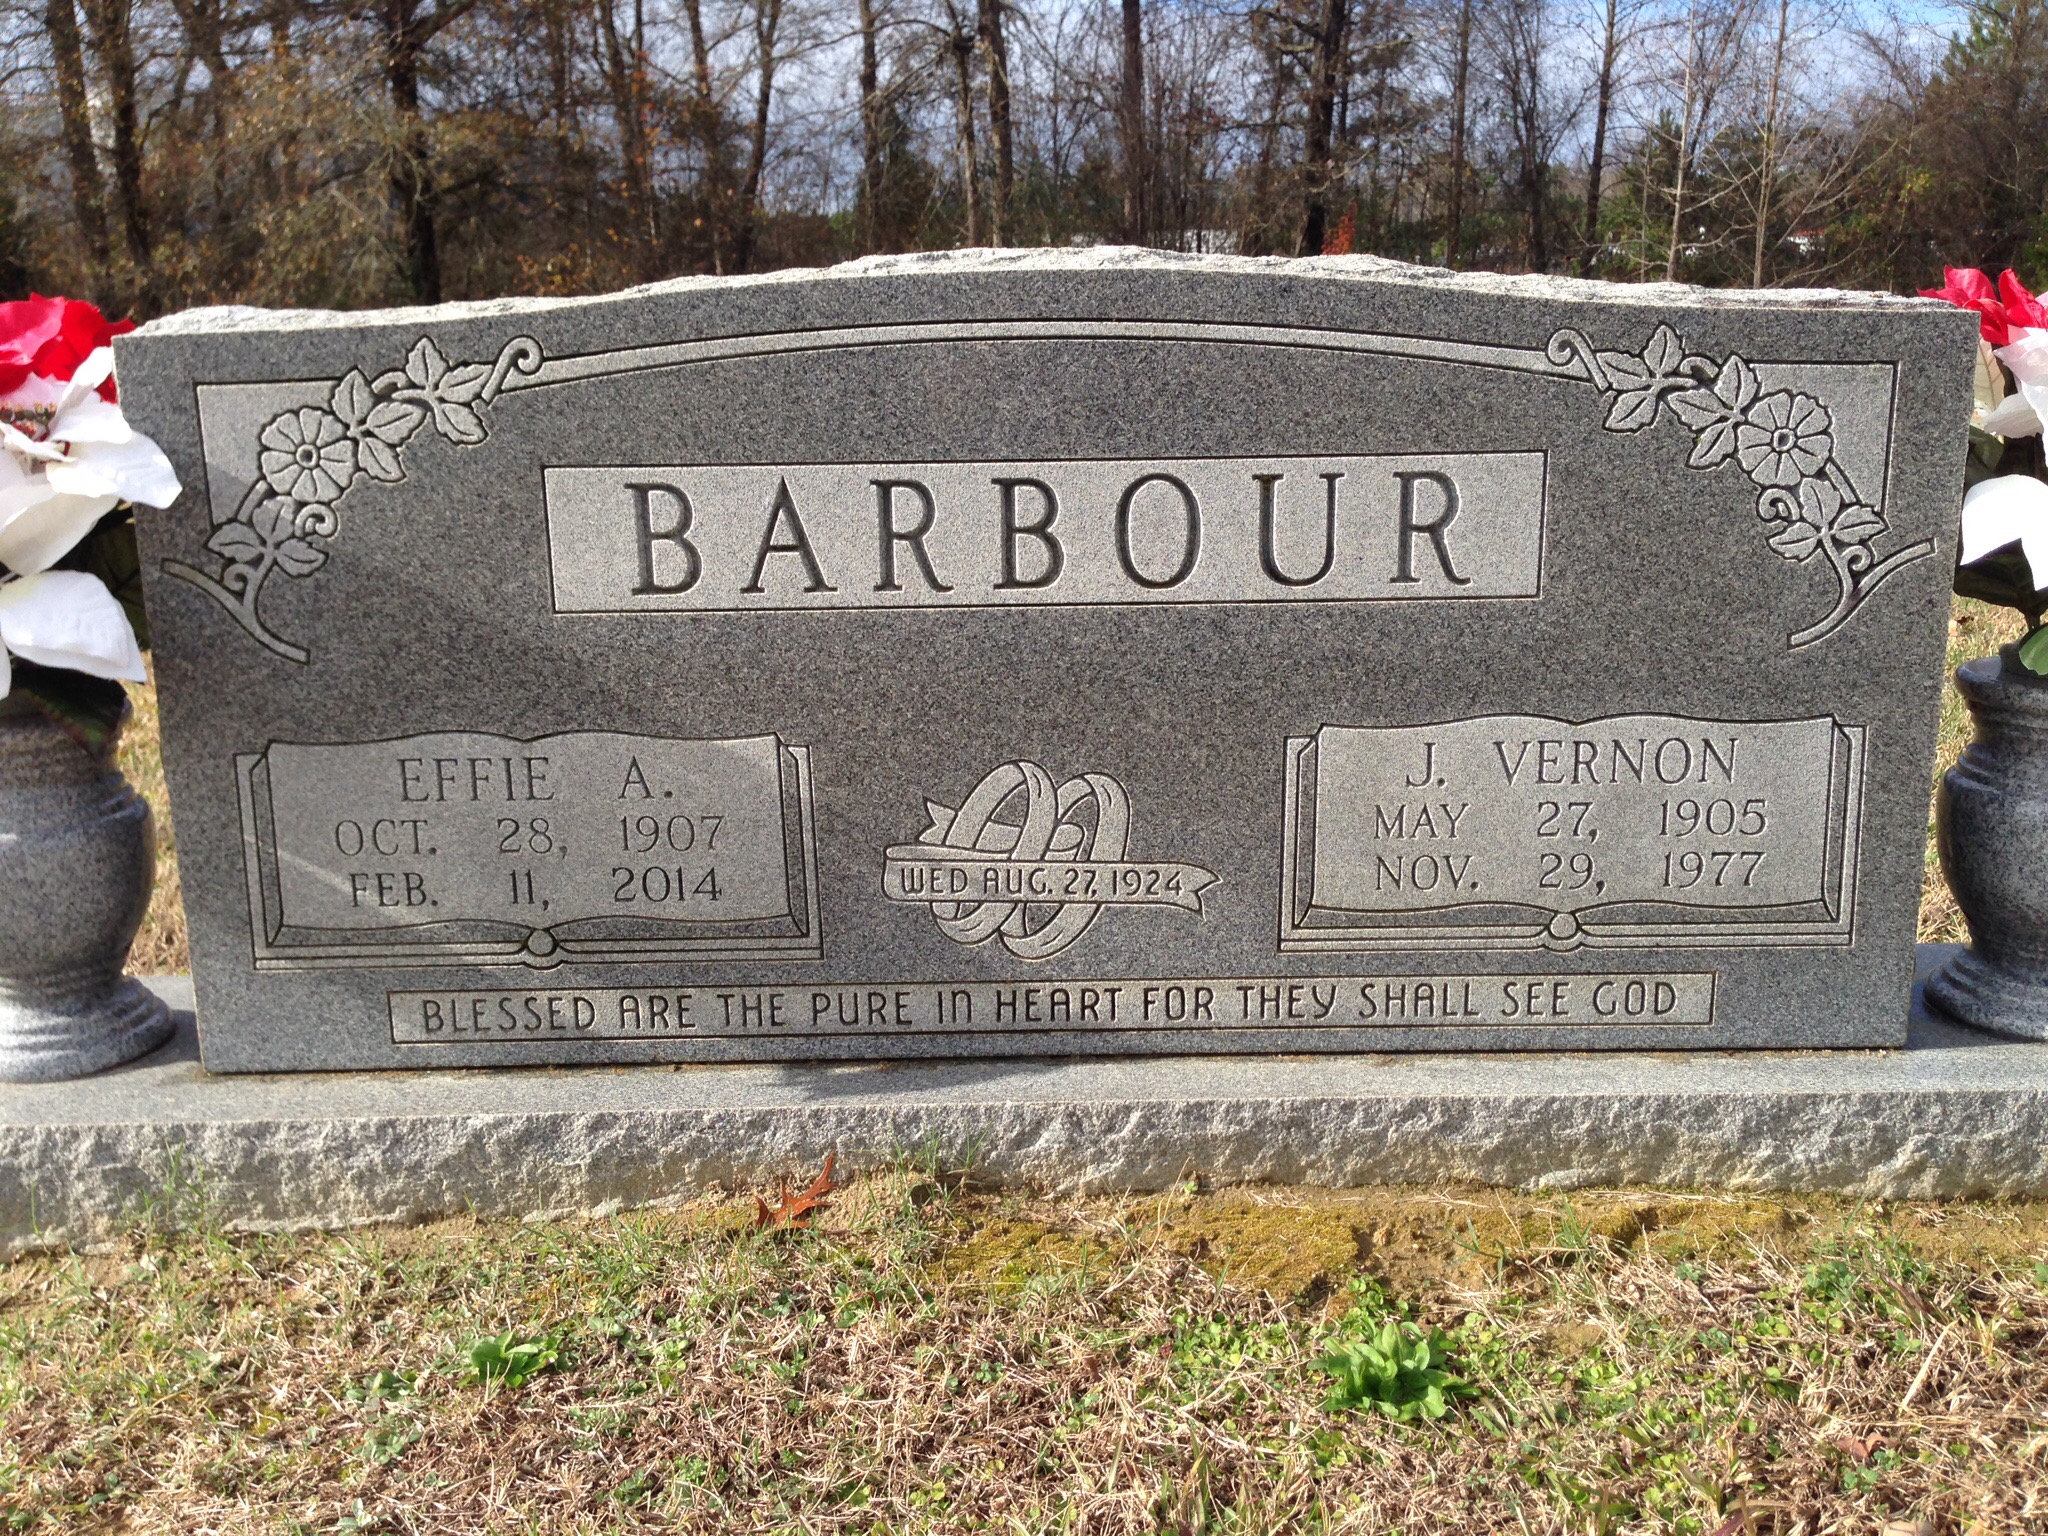 BARBOUR
EFFIE A.
OCT. 28, 1907
FEB. 11, 2014
WED AUG. 27, 1924
J. VERNON
MAY 27, 1905
NOV. 29, 1977
BLESSED ARE THE PURE IN HEART FOR THEY SHALL SEE GOD